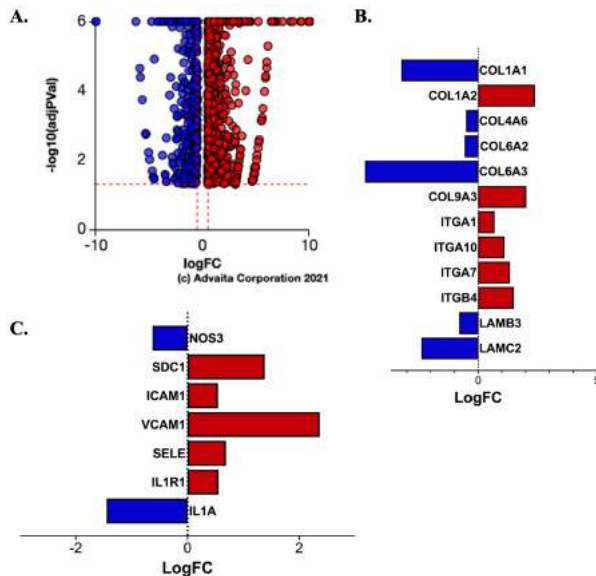 A.
6
4
2
0
-log10(adjPVal)
-10
0
10
logFC
(c) Advaita Corporation 2021
B.
COL1A1
COL1A2
COL4A6
COL6A2
COL6A3
COL9A3
ITGA1
ITGA10
ITGA7
ITGB4
LAMB3
LAMC2
0
5
LogFC
C.
NOS3
SDC1
ICAM1
VCAM1
SELE
IL1R1
IL1A
-2
0
2
LogFC